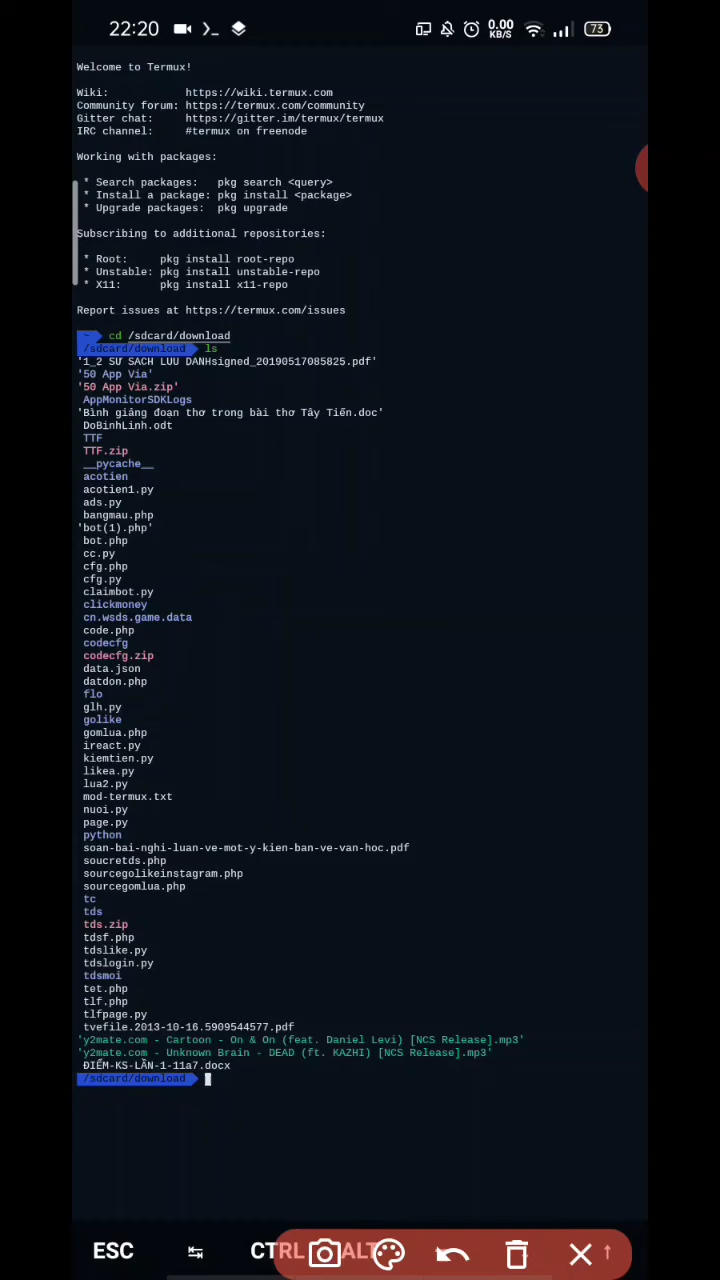 22:20
0.00 KB/S
73
Welcome to Termux!
Wiki: https://wiki.termux.com
Community forum: https://termux.com/community
Gitter chat: https://gitter.im/termux/termux
IRC channel: #termux on freenode
Working with packages:
* Search packages: pkg search <query>
* Install a package: pkg install <package>
* Upgrade packages: pkg upgrade
Subscribing to additional repositories:
* Root: pkg install root-repo
* Unstable: pkg install unstable-repo
* X11: pkg install x11-repo
Report issues at https://termux.com/issues
~ cd /sdcard/download
/sdcard/download ls
'1_2 SƯ SACH LUU DANHsigned_20190517085825.pdf'
'50 App Via'
'50 App Via.zip'
AppMonitorSDKLogs
'Bình giảng đoạn thơ trong bài thơ Tây Tiến.doc'
DoBinhLinh.odt
TTF
TTF.zip
__pycache__
acotien
acotien1.py
ads.py
bangmau.php
'bot(1).php'
bot.php
cc.py
cfg.php
cfg.py
claimbot.py
clickmoney
cn.wsds.game.data
code.php
codecfg
codecfg.zip
data.json
datdon.php
flo
glh.py
golike
gomlua.php
ireact.py
kiemtien.py
likea.py
lua2.py
mod-termux.txt
nuoi.py
page.py
python
soan-bai-nghi-luan-ve-mot-y-kien-ban-ve-van-hoc.pdf
soucretds.php
sourcegolikeinstagram.php
sourcegomlua.php
tc
tds
tds.zip
tdsf.php
tdslike.py
tdslogin.py
tdsmoi
tet.php
tlf.php
tlfpage.py
tvefile.2013-10-16.5909544577.pdf
'y2mate.com - Cartoon - On & On (feat. Daniel Levi) [NCS Release].mp3'
'y2mate.com - Unknown Brain - DEAD (ft. KAZHI) [NCS Release].mp3'
ĐIỂM-KS-LẦN-1-11a7.docx
/sdcard/download
ESC CTRL ALT